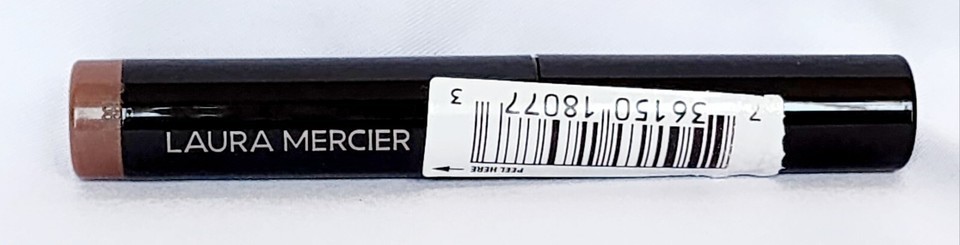 LAURA MERCIER
PEEL HERE
7 36150 18077 3